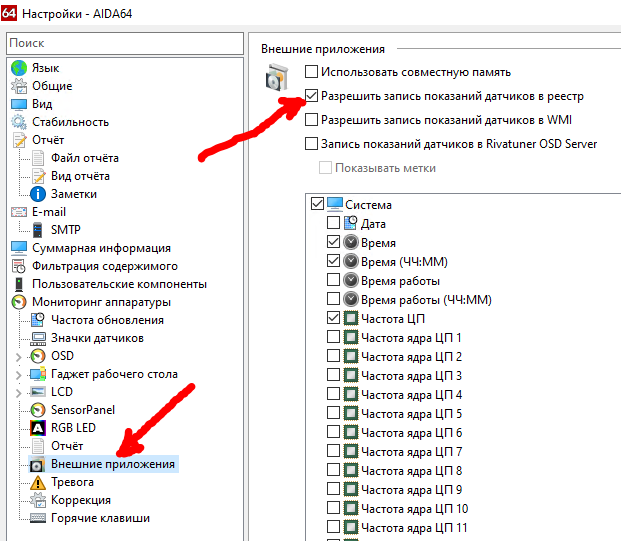 64 Настройки - AIDA64
Поиск
Язык
Общие
Вид
Стабильность
Отчёт
Файл отчёта
Вид отчёта
Заметки
E-mail
SMTP
Суммарная информация
Фильтрация содержимого
Пользовательские компоненты
Мониторинг аппаратуры
Частота обновления
Значки датчиков
OSD
Гаджет рабочего стола
LCD
SensorPanel
RGB LED
Отчёт
Внешние приложения
Тревога
Коррекция
Горячие клавиши
Внешние приложения
Использовать совместную память
Разрешить запись показаний датчиков в реестр
Разрешить запись показаний датчиков в WMI
Запись показаний датчиков в Rivatuner OSD Server
Показывать метки
Система
Дата
Время
Время (ЧЧ:ММ)
Время работы
Время работы (ЧЧ:ММ)
Частота ЦП
Частота ядра ЦП 1
Частота ядра ЦП 2
Частота ядра ЦП 3
Частота ядра ЦП 4
Частота ядра ЦП 5
Частота ядра ЦП 6
Частота ядра ЦП 7
Частота ядра ЦП 8
Частота ядра ЦП 9
Частота ядра ЦП 10
Частота ядра ЦП 11